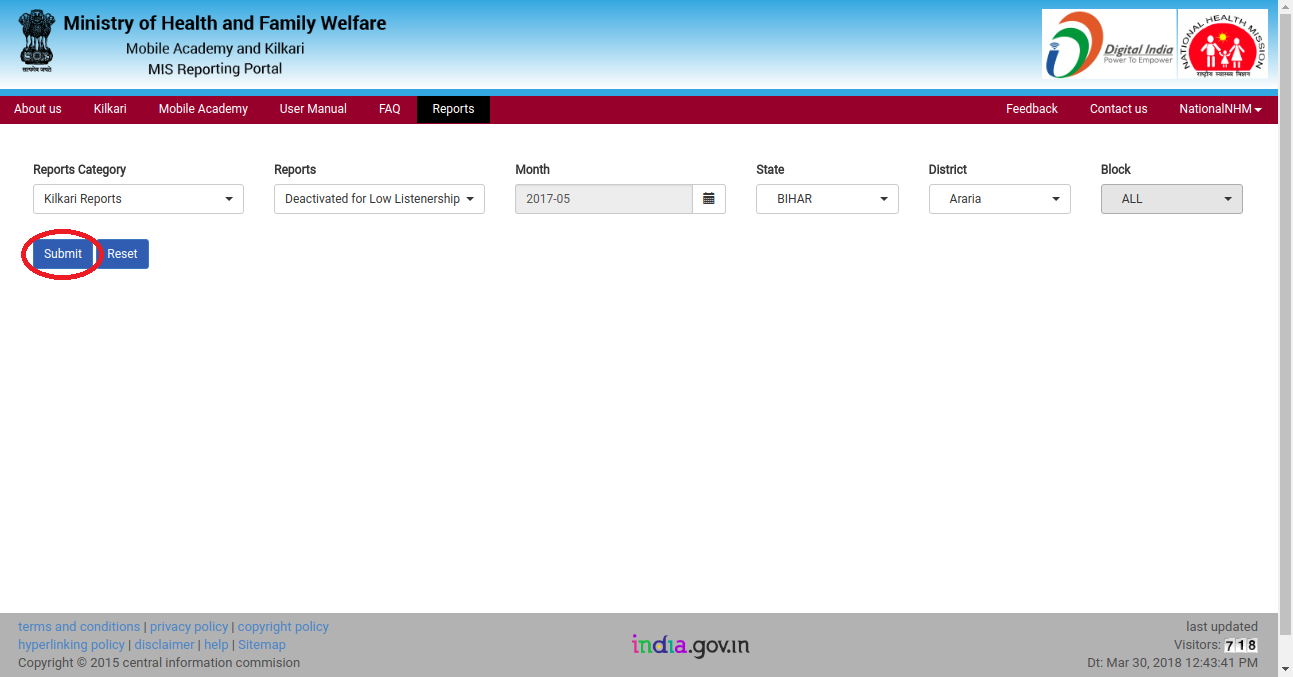 Ministry of Health and Family Welfare
Mobile Academy and Kilkari
MIS Reporting Portal
सत्यमेव जयते
Digital India
Power To Empower
NATIONAL HEALTH MISSION
राष्ट्रीय स्वास्थ्य मिशन
About us Kilkari Mobile Academy User Manual FAQ Reports Feedback Contact us NationalNHM
Reports Category Reports Month State District Block
Kilkari Reports Deactivated for Low Listenership 2017-05 BIHAR Araria ALL
Submit Reset
terms and conditions | privacy policy | copyright policy
hyperlinking policy | disclaimer | help | Sitemap
Copyright © 2015 central information commision
india.gov.in
last updated
Visitors: 718
Dt: Mar 30, 2018 12:43:41 PM